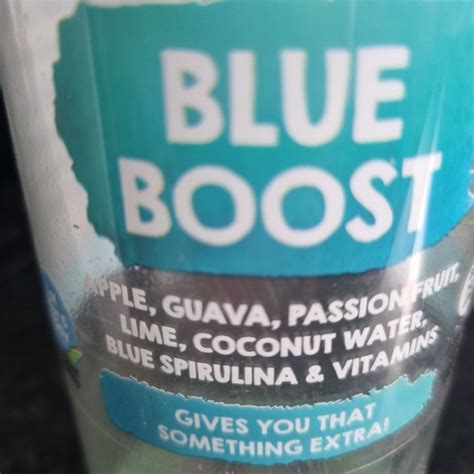 BLUE
BOOST
APPLE, GUAVA, PASSION FRUIT,
LIME, COCONUT WATER,
BLUE SPIRULINA & VITAMINS
GIVES YOU THAT
SOMETHING EXTRA!